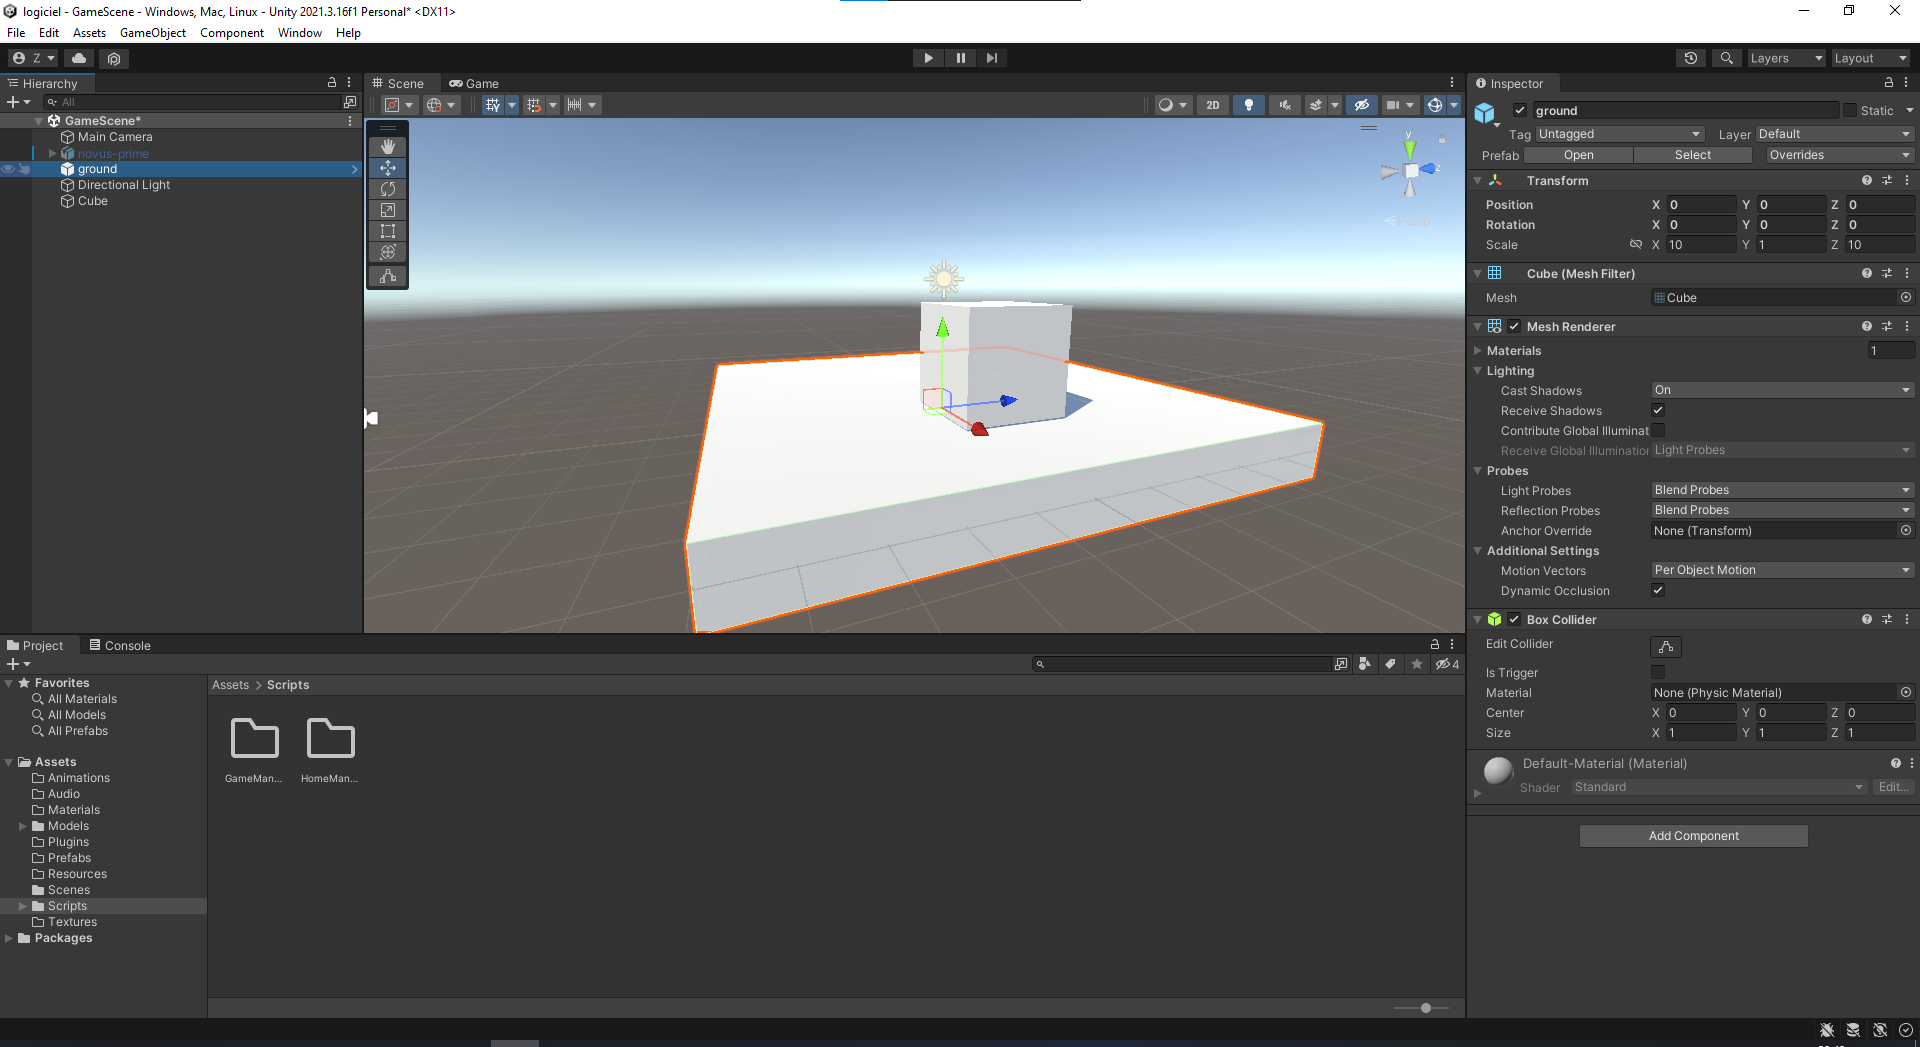 logiciel - GameScene - Windows, Mac, Linux - Unity 2021.3.16f1 Personal* <DX11>
File Edit Assets GameObject Component Window Help
Z
Layers Layout
Hierarchy
All
GameScene*
Main Camera
novus-prime
ground
Directional Light
Cube
Scene Game
2D
y
z
Persp
Inspector
ground Static
Tag Untagged Layer Default
Prefab Open Select Overrides
Transform
Position X 0 Y 0 Z 0
Rotation X 0 Y 0 Z 0
Scale X 10 Y 1 Z 10
Cube (Mesh Filter)
Mesh Cube
Mesh Renderer
Materials 1
Lighting
Cast Shadows On
Receive Shadows
Contribute Global Illuminat
Receive Global Illumination Light Probes
Probes
Light Probes Blend Probes
Reflection Probes Blend Probes
Anchor Override None (Transform)
Additional Settings
Motion Vectors Per Object Motion
Dynamic Occlusion
Box Collider
Edit Collider
Is Trigger
Material None (Physic Material)
Center X 0 Y 0 Z 0
Size X 1 Y 1 Z 1
Default-Material (Material)
Shader Standard Edit...
Add Component
Project Console
4
Favorites
All Materials
All Models
All Prefabs
Assets
Animations
Audio
Materials
Models
Plugins
Prefabs
Resources
Scenes
Scripts
Textures
Packages
Assets > Scripts
GameMan... HomeMan...